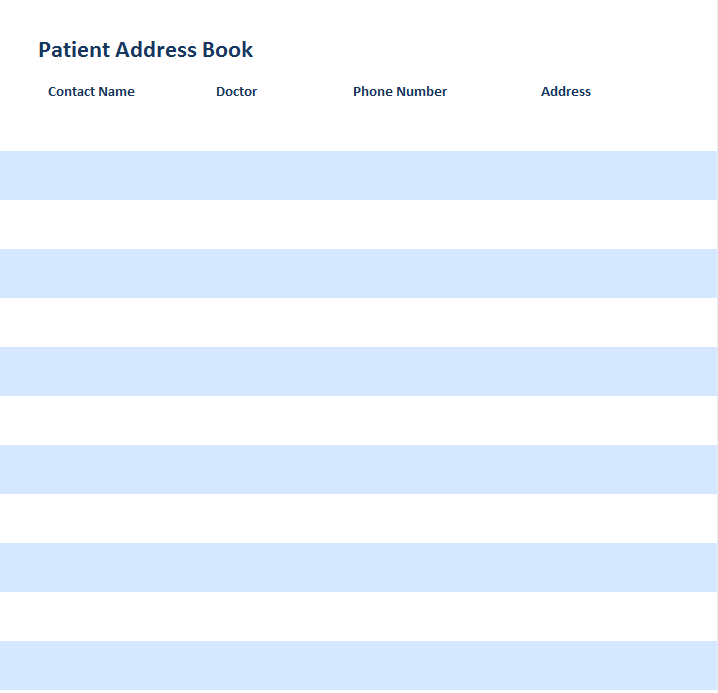 Patient Address Book
Contact Name Doctor Phone Number Address